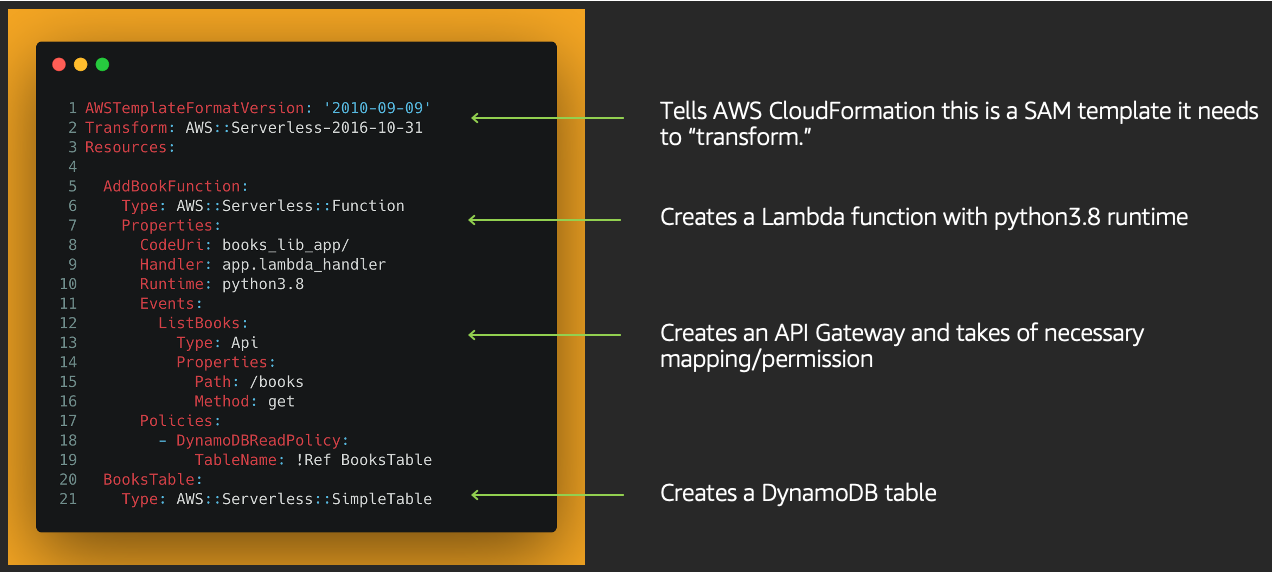 1 AWSTemplateFormatVersion: '2010-09-09'
2 Transform: AWS::Serverless-2016-10-31
3 Resources:
4
5   AddBookFunction:
6     Type: AWS::Serverless::Function
7     Properties:
8       CodeUri: books_lib_app/
9       Handler: app.lambda_handler
10       Runtime: python3.8
11       Events:
12         ListBooks:
13           Type: Api
14           Properties:
15             Path: /books
16             Method: get
17       Policies:
18         - DynamoDBReadPolicy:
19             TableName: !Ref BooksTable
20   BooksTable:
21     Type: AWS::Serverless::SimpleTable
Tells AWS CloudFormation this is a SAM template it needs
to “transform.”
Creates a Lambda function with python3.8 runtime
Creates an API Gateway and takes of necessary
mapping/permission
Creates a DynamoDB table